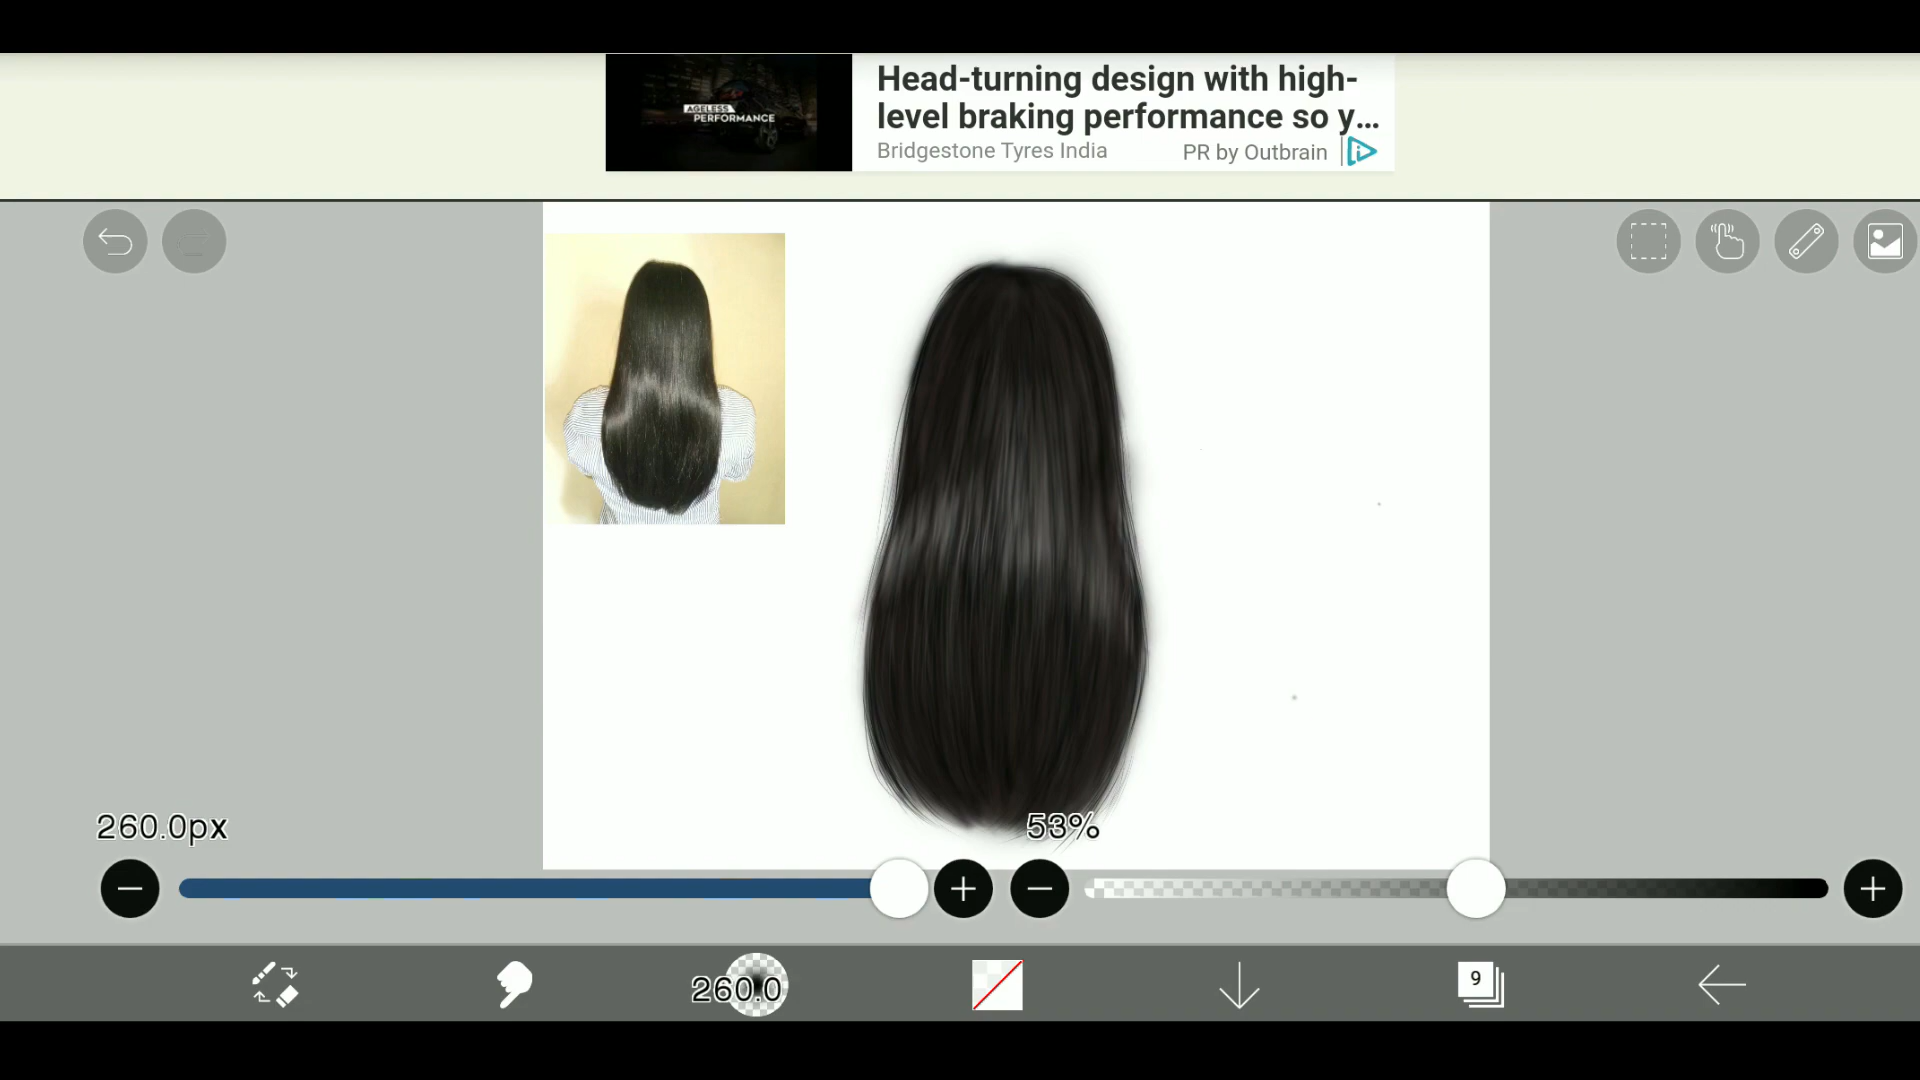 AGELESS
PERFORMANCE
Head-turning design with high-
level braking performance so y...
Bridgestone Tyres India
PR by Outbrain
260.0px
53%
260.0
9